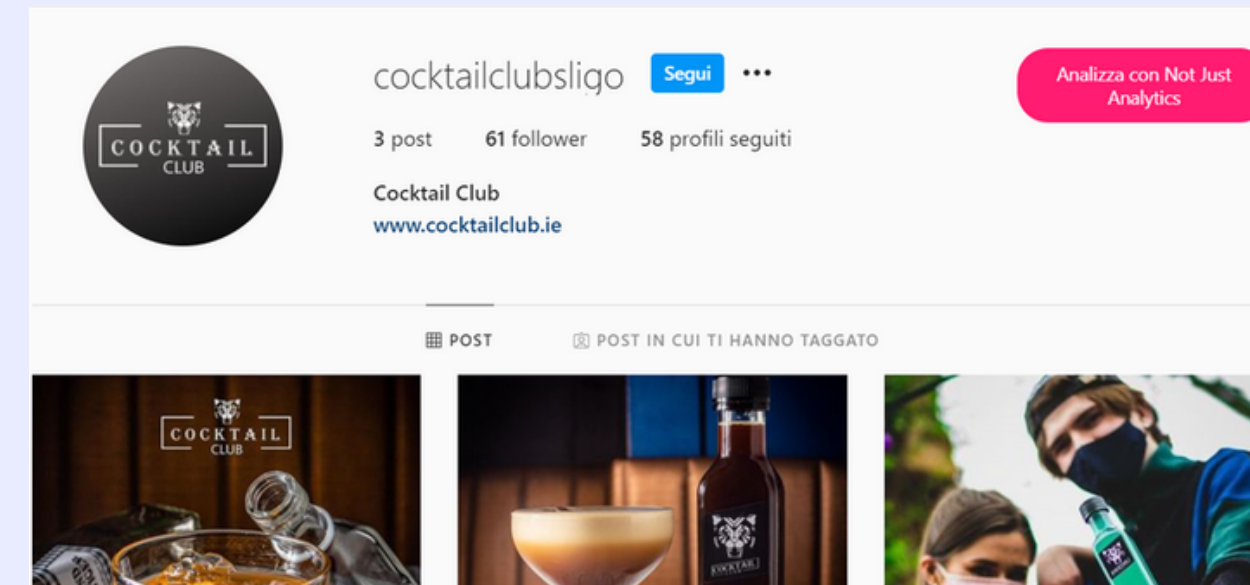 cocktailclubsligo Segui •••
Analizza con Not Just
Analytics
COCKTAIL
CLUB
3 post 61 follower 58 profili seguiti
Cocktail Club
www.cocktailclub.ie
POST POST IN CUI TI HANNO TAGGATO
COCKTAIL
CLUB
COCKTAIL